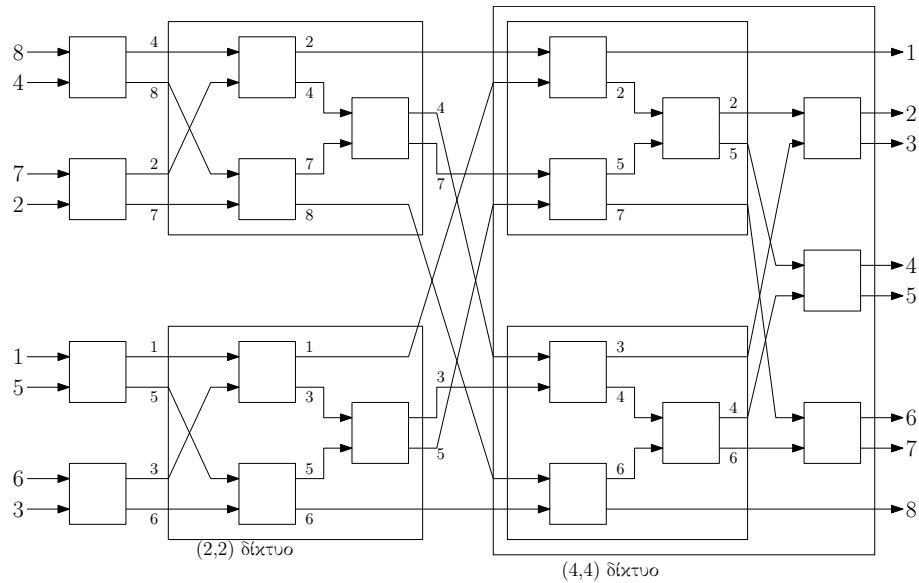 8 4 2 1
4 8 4 2 2 2
4 3
7 2 7 5 5
2 7 8 7 7
4
5
1 1 1 3
5 5 3 3 4 4
6
6 3 5 5 6 6 7
3 6 6 8
(2,2) δίκτυο
(4,4) δίκτυο